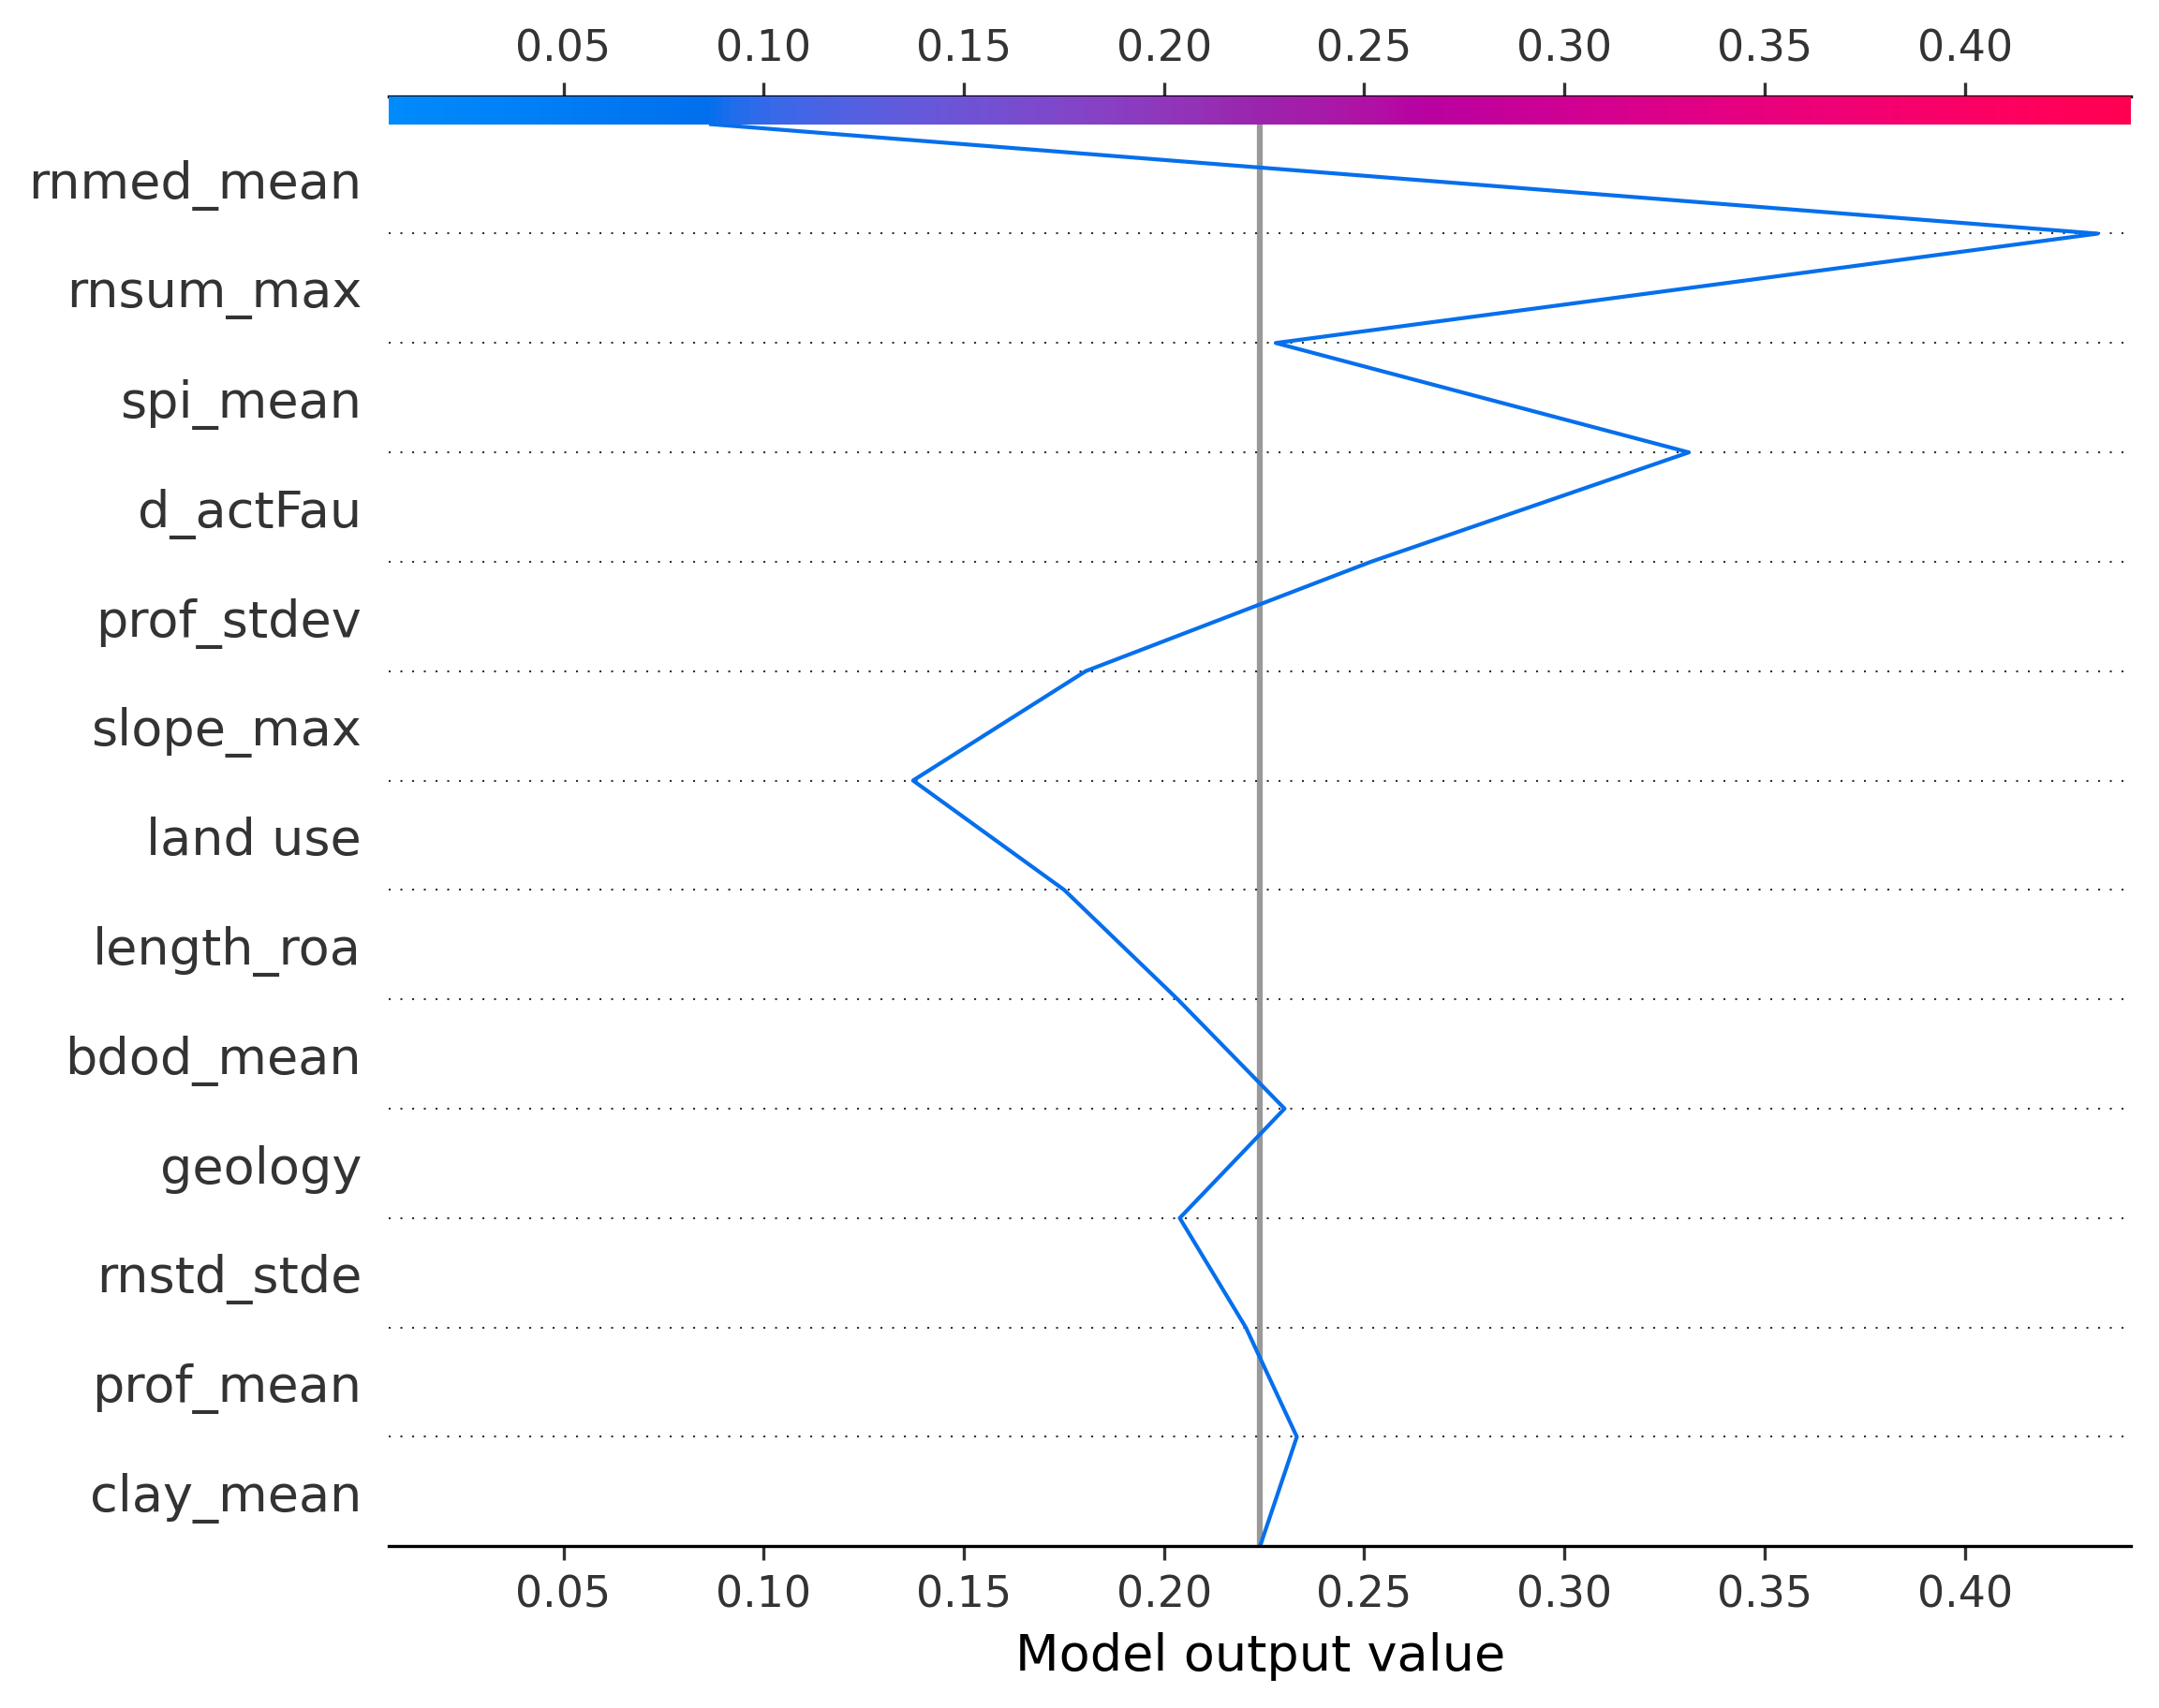 0.05 0.10 0.15 0.20 0.25 0.30 0.35 0.40
rnmed_mean
rnsum_max
spi_mean
d_actFau
prof_stdev
slope_max
land use
length_roa
bdod_mean
geology
rnstd_stde
prof_mean
clay_mean
0.05 0.10 0.15 0.20 0.25 0.30 0.35 0.40
Model output value